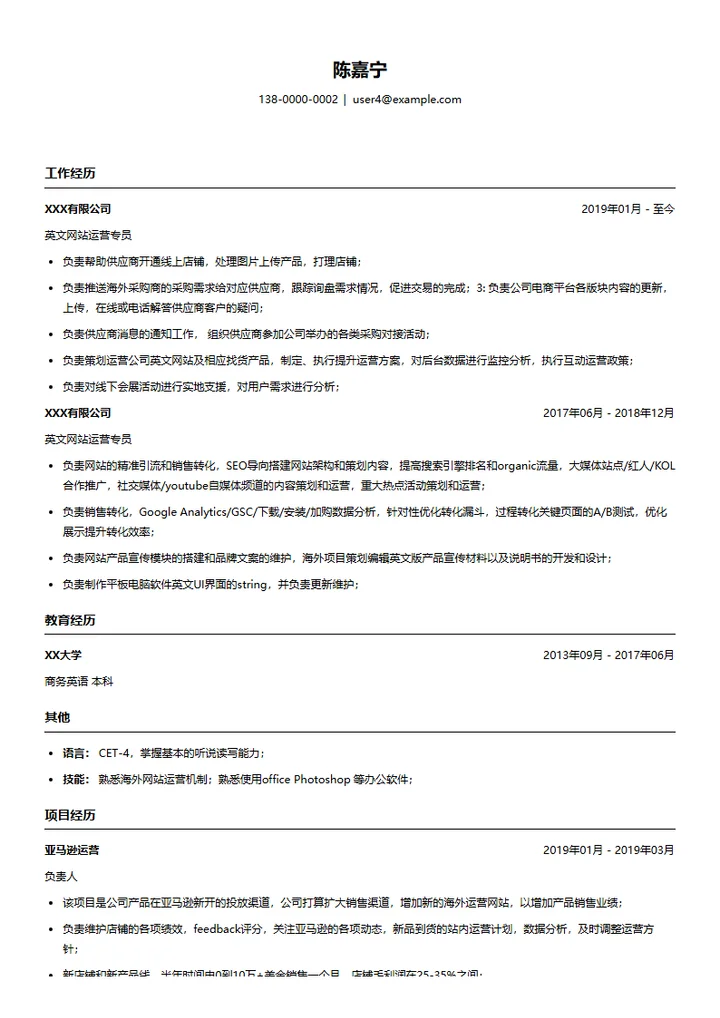 陈嘉宁
138-0000-0002 | user4@example.com
工作经历
XXX有限公司 2019年01月 - 至今
英文网站运营专员
• 负责帮助供应商开通线上店铺，处理图片上传产品，打理店铺；
• 负责推送海外采购商的采购需求给对应供应商，跟踪询盘需求情况，促进交易的完成；3: 负责公司电商平台各版块内容的更新，
上传，在线或电话解答供应商客户的疑问；
• 负责供应商消息的通知工作， 组织供应商参加公司举办的各类采购对接活动；
• 负责策划运营公司英文网站及相应找货产品，制定、执行提升运营方案，对后台数据进行监控分析，执行互动运营政策；
• 负责对线下会展活动进行实地支援，对用户需求进行分析；
XXX有限公司 2017年06月 - 2018年12月
英文网站运营专员
• 负责网站的精准引流和销售转化，SEO导向搭建网站架构和策划内容，提高搜索引擎排名和organic流量，大媒体站点/红人/KOL
合作推广，社交媒体/youtube自媒体频道的内容策划和运营，重大热点活动策划和运营；
• 负责销售转化，Google Analytics/GSC/下载/安装/加购数据分析，针对性优化转化漏斗，过程转化关键页面的A/B测试，优化
展示提升转化效率；
• 负责网站产品宣传模块的搭建和品牌文案的维护，海外项目策划编辑英文版产品宣传材料以及说明书的开发和设计；
• 负责制作平板电脑软件英文UI界面的string，并负责更新维护；
教育经历
XX大学 2013年09月 - 2017年06月
商务英语 本科
其他
• 语言： CET-4，掌握基本的听说读写能力；
• 技能： 熟悉海外网站运营机制；熟悉使用office Photoshop 等办公软件；
项目经历
亚马逊运营 2019年01月 - 2019年03月
负责人
• 该项目是公司产品在亚马逊新开的投放渠道，公司打算扩大销售渠道，增加新的海外运营网站，以增加产品销售业绩；
• 负责维护店铺的各项绩效，feedback评分，关注亚马逊的各项动态，新品到货的站内运营计划，数据分析，及时调整运营方
针；
• 新店铺和新产品线，半年时间由0到10万+美金销售一个月，店铺毛利润在25-35%之间；